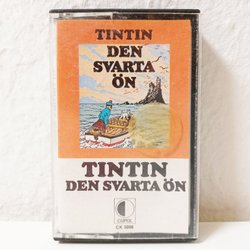 TINTIN
DEN
SVARTA
ÖN
TINTIN
DEN SVARTA ÖN
CUPOL